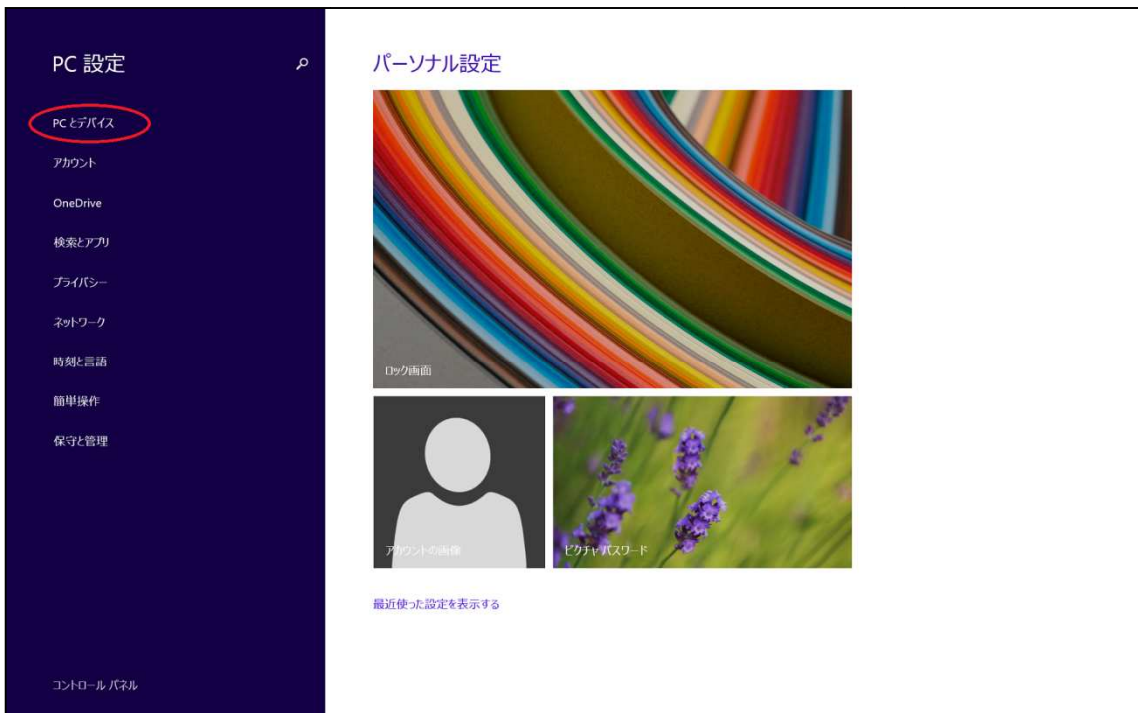 PC 設定
PC とデバイス
アカウント
OneDrive
検索とアプリ
プライバシー
ネットワーク
時刻と言語
簡単操作
保守と管理
コントロール パネル
パーソナル設定
ロック画面
アカウントの画像
ピクチャ パスワード
最近使った設定を表示する